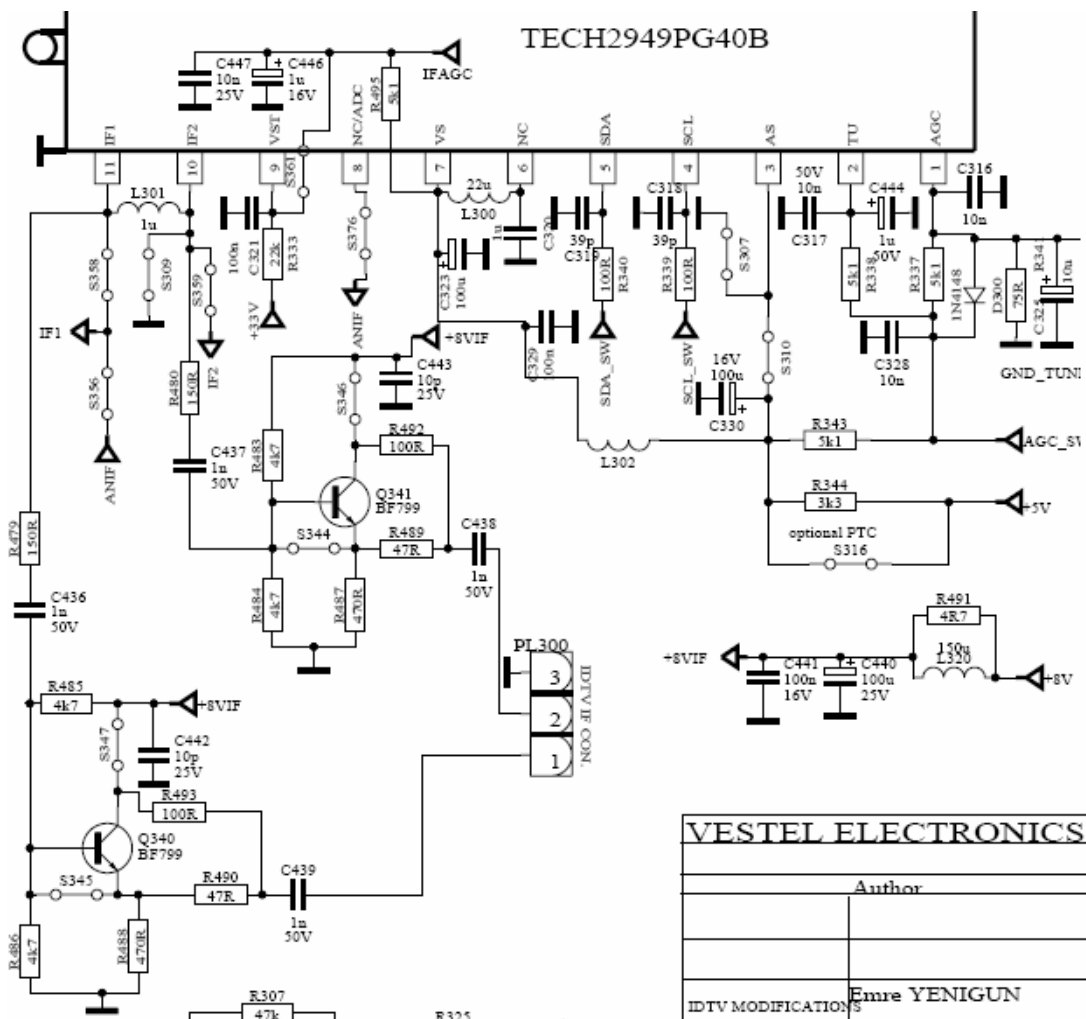 TECH2949PG40B
C447
10n
25V
C446
1u
16V
IFAGC
R495
5k1
IF1
IF2
VST
NC/ADC
VS
NC
SDA
SCL
AS
TU
AGC
11
10
9
8
7
6
5
4
3
2
1
S361
L301
1u
S358
S309
S359
100n
C321
22k
R333
S376
22u
L300
1u
C320
C323
100u
C319
39p
100R
R340
C318
39p
R339
100R
S307
50V
10n
C317
C444
1u
50V
C316
10n
5k1
R338
R337
5k1
1N4148
D300
75R
R341
C325
10u
IF1
S356
ANIF
+33V
ANIF
IF2
R480
150R
+8VIF
C443
10p
25V
S346
C329
100n
SDA_SW
SCL_SW
16V
100u
C330
S310
C328
10n
GND_TUNI
C437
1n
50V
R483
4k7
R492
100R
L302
R343
5k1
AGC_SW
R344
3k3
+5V
optional PTC
S316
Q341
BF799
S344
R489
47R
C438
1n
50V
R479
150R
R484
4k7
R487
470R
C436
1n
50V
PL300
3
2
1
IDTV IF CON.
R491
4R7
150u
L320
+8VIF
C441
100n
16V
C440
100u
25V
+8V
R485
4k7
+8VIF
S347
C442
10p
25V
R493
100R
Q340
BF799
S345
R490
47R
C439
1n
50V
R486
4k7
R488
470R
VESTEL ELECTRONICS
Author
IDTV MODIFICATIONS
Emre YENIGUN
R307
47k
R325